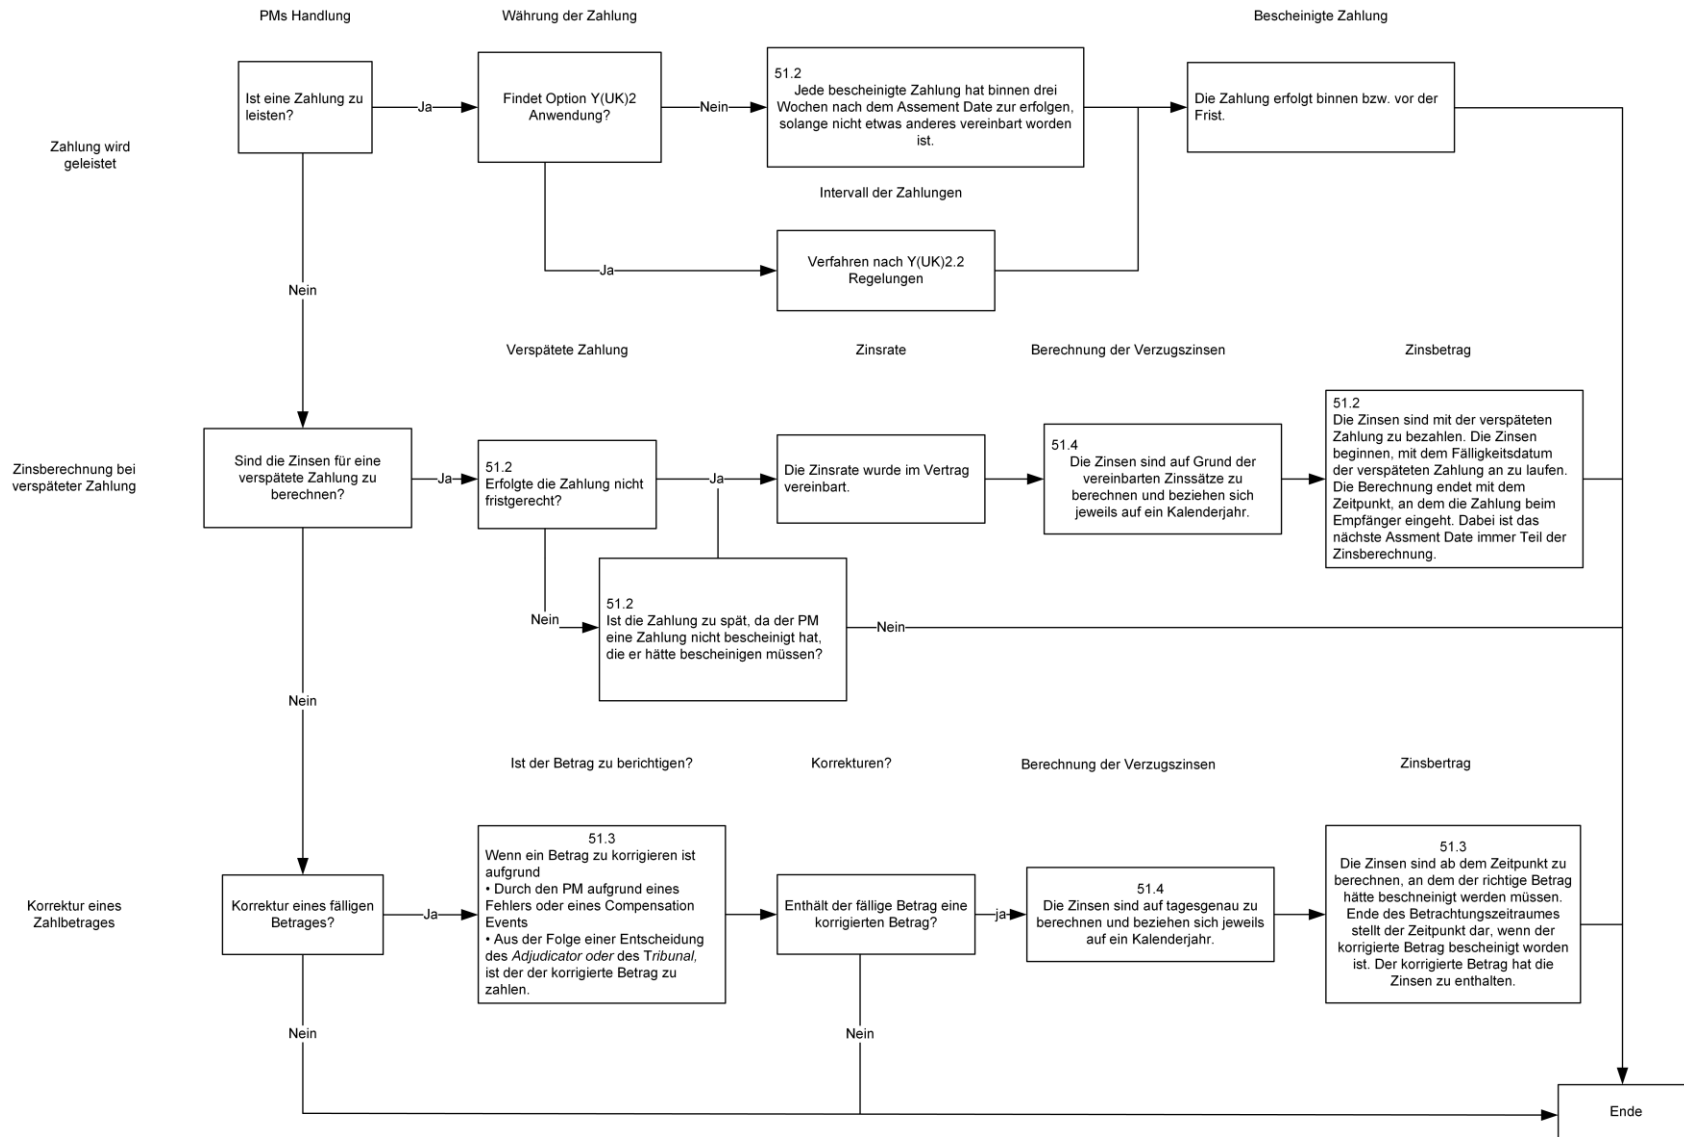 PMs Handlung
Währung der Zahlung
Bescheinigte Zahlung
Zahlung wird
geleistet
Ist eine Zahlung zu
leisten?
Ja
Findet Option Y(UK)2
Anwendung?
Nein
51.2
Jede bescheinigte Zahlung hat binnen drei
Wochen nach dem Assement Date zur erfolgen,
solange nicht etwas anderes vereinbart worden
ist.
Die Zahlung erfolgt binnen bzw. vor der
Frist.
Intervall der Zahlungen
Ja
Verfahren nach Y(UK)2.2
Regelungen
Nein
Verspätete Zahlung
Zinsrate
Berechnung der Verzugszinsen
Zinsbetrag
Zinsberechnung bei
verspäteter Zahlung
Sind die Zinsen für eine
verspätete Zahlung zu
berechnen?
Ja
51.2
Erfolgte die Zahlung nicht
fristgerecht?
Ja
Die Zinsrate wurde im Vertrag
vereinbart.
51.4
Die Zinsen sind auf Grund der
vereinbarten Zinssätze zu
berechnen und beziehen sich
jeweils auf ein Kalenderjahr.
51.2
Die Zinsen sind mit der verspäteten
Zahlung zu bezahlen. Die Zinsen
beginnen, mit dem Fälligkeitsdatum
der verspäteten Zahlung an zu laufen.
Die Berechnung endet mit dem
Zeitpunkt, an dem die Zahlung beim
Empfänger eingeht. Dabei ist das
nächste Assment Date immer Teil der
Zinsberechnung.
Nein
51.2
Ist die Zahlung zu spät, da der PM
eine Zahlung nicht bescheinigt hat,
die er hätte bescheinigen müssen?
Nein
Nein
Ist der Betrag zu berichtigen?
Korrekturen?
Berechnung der Verzugszinsen
Zinsbertrag
Korrektur eines
Zahlbetrages
Korrektur eines fälligen
Betrages?
Ja
51.3
Wenn ein Betrag zu korrigieren ist
aufgrund
• Durch den PM aufgrund eines
Fehlers oder eines Compensation
Events
• Aus der Folge einer Entscheidung
des Adjudicator oder des Tribunal,
ist der der korrigierte Betrag zu
zahlen.
Enthält der fällige Betrag eine
korrigierten Betrag?
ja
51.4
Die Zinsen sind auf tagesgenau zu
berechnen und beziehen sich jeweils
auf ein Kalenderjahr.
51.3
Die Zinsen sind ab dem Zeitpunkt zu
berechnen, an dem der richtige Betrag
hätte beschneinigt werden müssen.
Ende des Betrachtungszeitraumes
stellt der Zeitpunkt dar, wenn der
korrigierte Betrag bescheinigt worden
ist. Der korrigierte Betrag hat die
Zinsen zu enthalten.
Nein
Nein
Ende